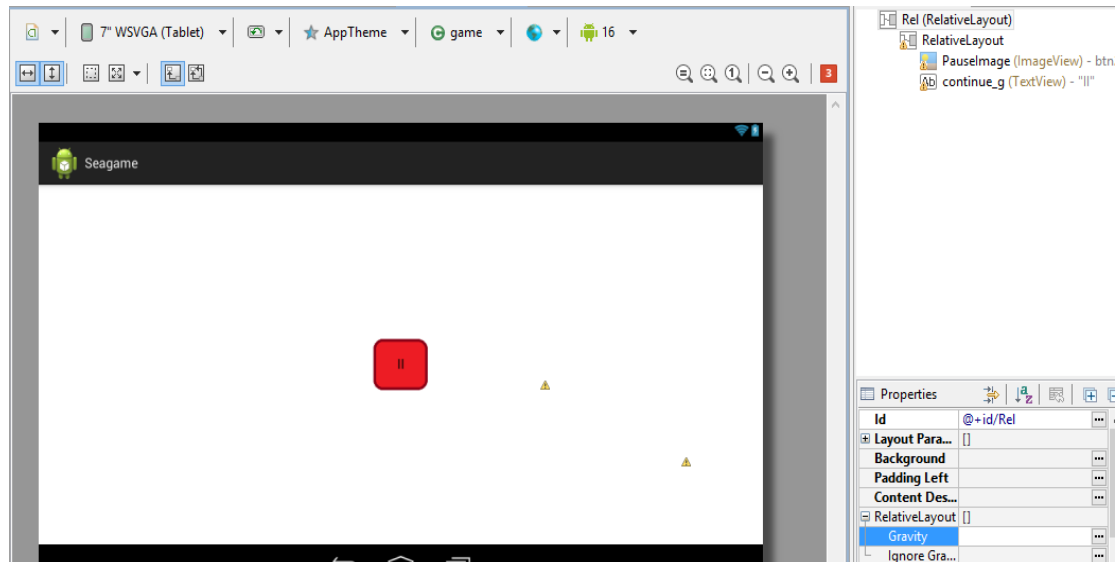 7" WSVGA (Tablet)
AppTheme
game
16
3
Seagame
II
Rel (RelativeLayout)
RelativeLayout
PauseImage (ImageView) - btn
Ab continue_g (TextView) - "II"
Properties
Id @+id/Rel
Layout Para... []
Background
Padding Left
Content Des...
RelativeLayout []
Gravity
Ignore Gra...